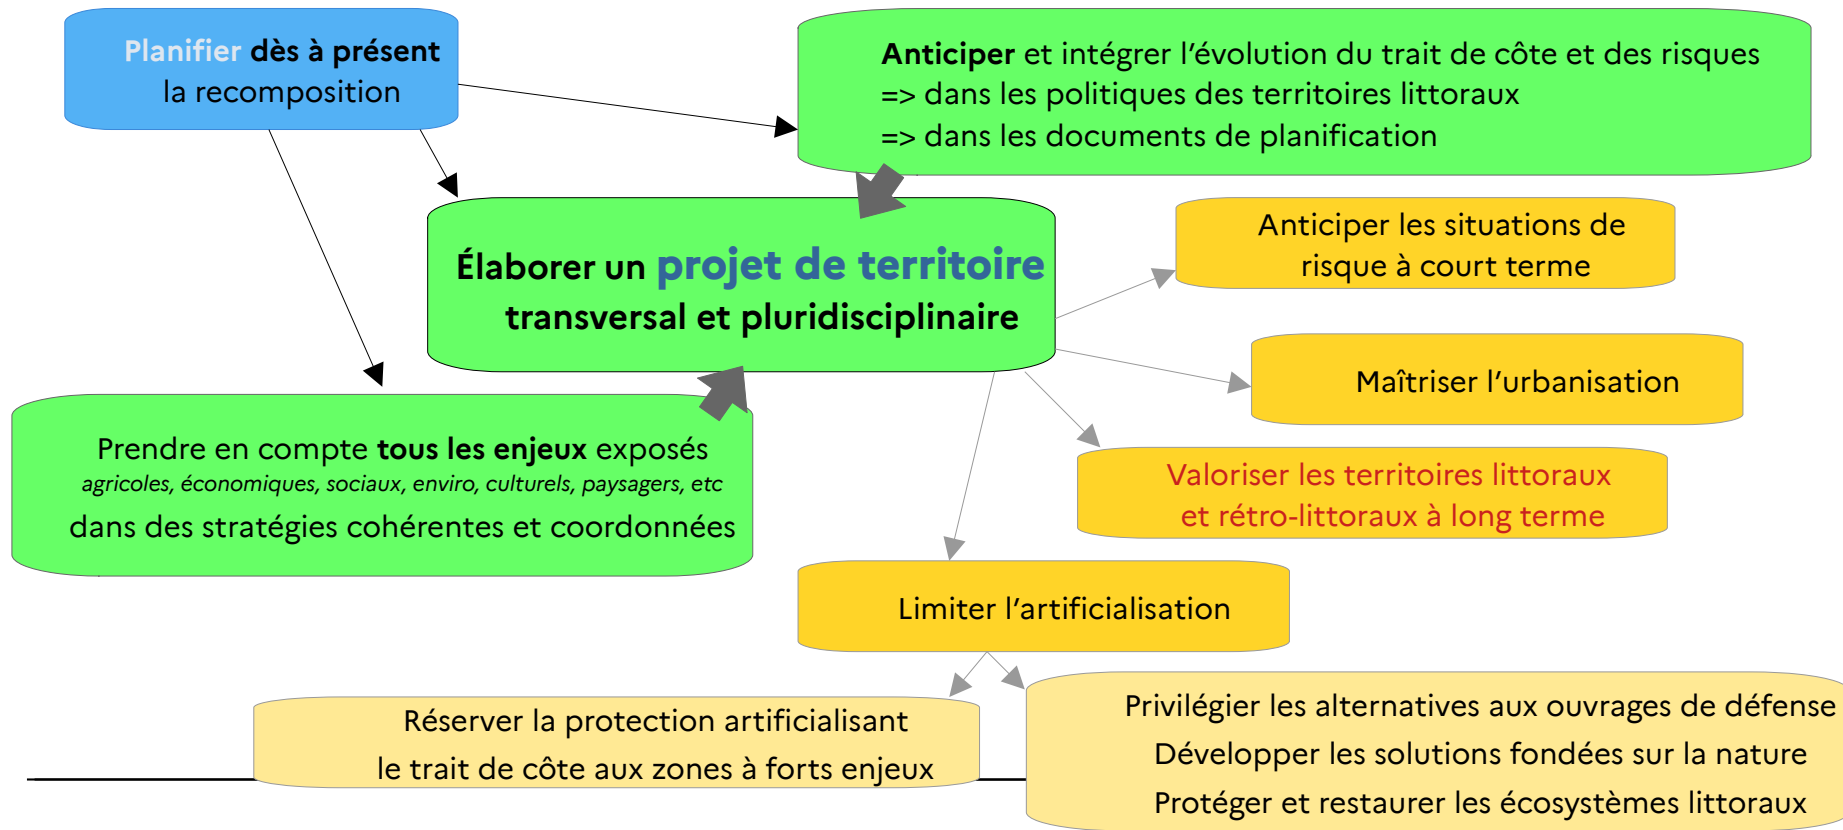 Planifier dès à présent
la recomposition
Anticiper et intégrer l’évolution du trait de côte et des risques
=> dans les politiques des territoires littoraux
=> dans les documents de planification
Élaborer un projet de territoire
transversal et pluridisciplinaire
Anticiper les situations de
risque à court terme
Maîtriser l’urbanisation
Prendre en compte tous les enjeux exposés
agricoles, économiques, sociaux, enviro, culturels, paysagers, etc
dans des stratégies cohérentes et coordonnées
Valoriser les territoires littoraux
et rétro-littoraux à long terme
Limiter l’artificialisation
Réserver la protection artificialisant
le trait de côte aux zones à forts enjeux
Privilégier les alternatives aux ouvrages de défense
Développer les solutions fondées sur la nature
Protéger et restaurer les écosystèmes littoraux